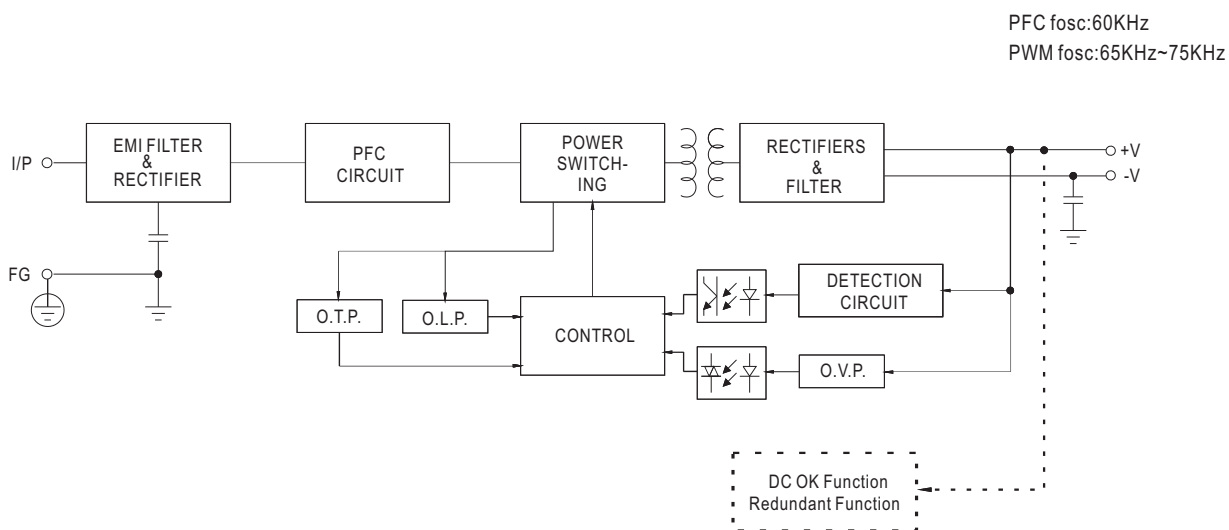 PFC fosc:60KHz
PWM fosc:65KHz~75KHz
I/P
EMI FILTER
&
RECTIFIER
PFC
CIRCUIT
POWER
SWITCH-
ING
RECTIFIERS
&
FILTER
+V
-V
FG
O.T.P.
O.L.P.
CONTROL
DETECTION
CIRCUIT
O.V.P.
DC OK Function
Redundant Function